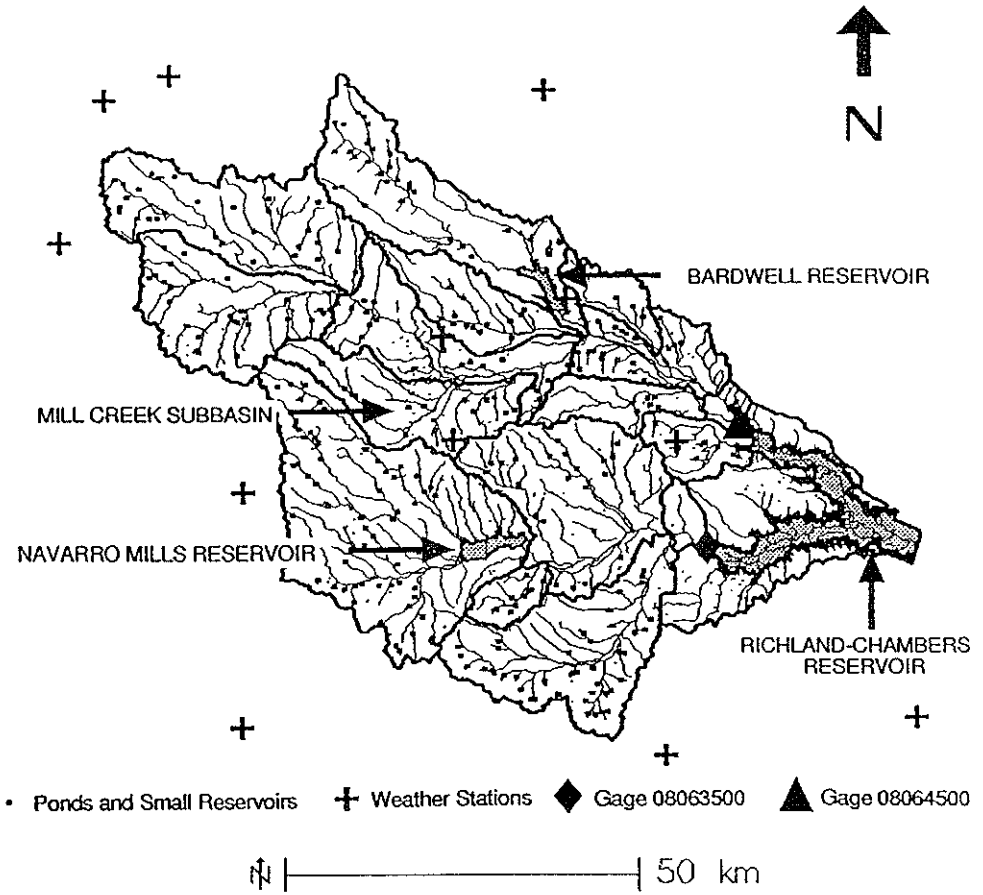 N
BARDWELL RESERVOIR
MILL CREEK SUBBASIN
NAVARRO MILLS RESERVOIR
RICHLAND-CHAMBERS
RESERVOIR
Ponds and Small Reservoirs Weather Stations Gage 08063500 Gage 08064500
N 50 km